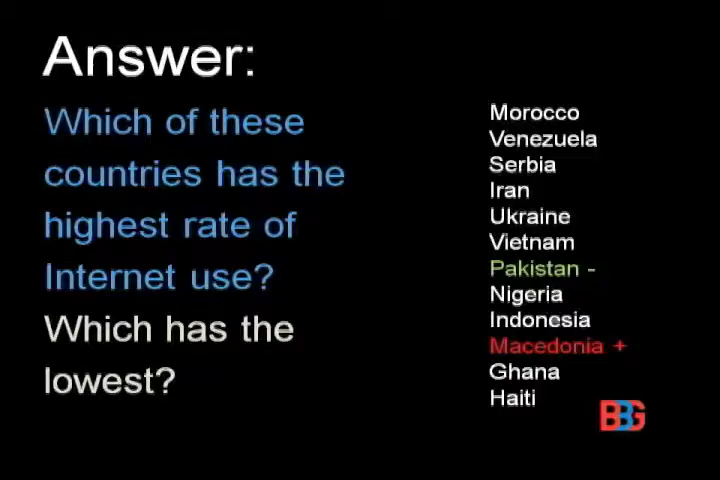 Answer:
Which of these
countries has the
highest rate of
Internet use?
Which has the
lowest?
Morocco
Venezuela
Serbia
Iran
Ukraine
Vietnam
Pakistan -
Nigeria
Indonesia
Macedonia +
Ghana
Haiti
BBG